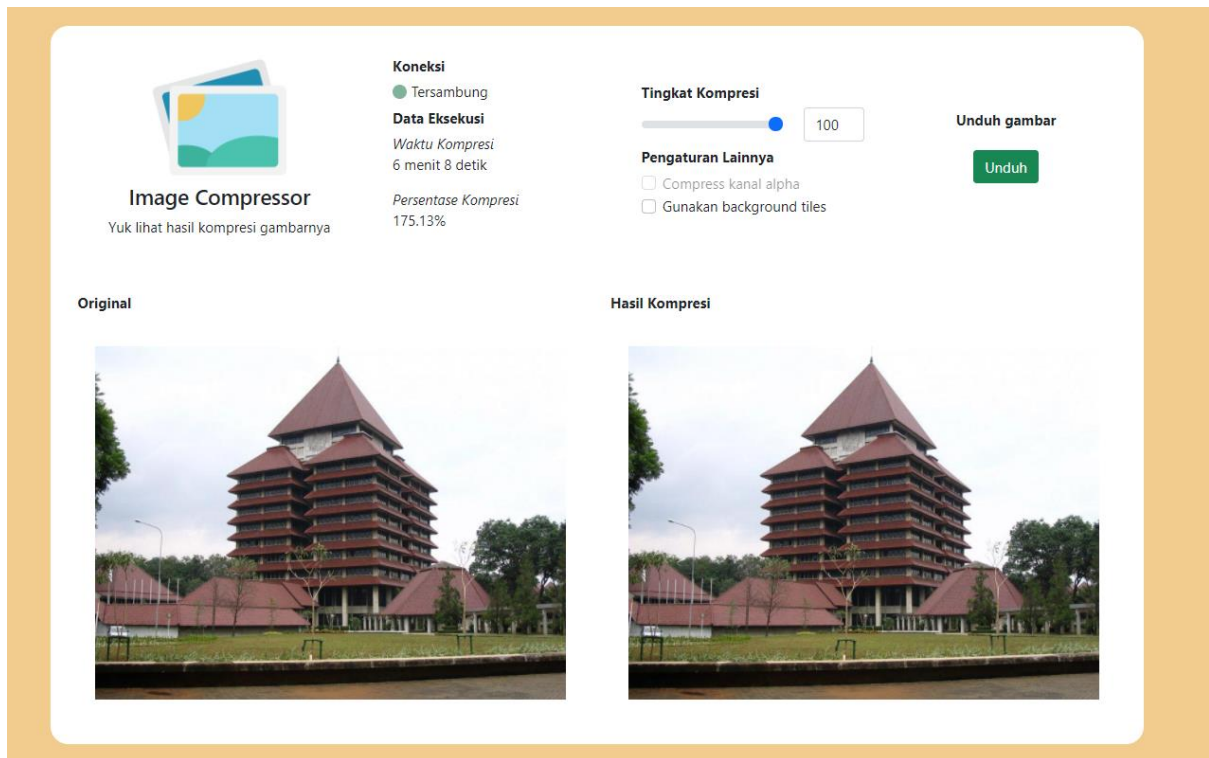 Image Compressor
Yuk lihat hasil kompresi gambarnya
Koneksi
Tersambung
Data Eksekusi
Waktu Kompresi
6 menit 8 detik
Persentase Kompresi
175.13%
Tingkat Kompresi
100
Pengaturan Lainnya
Compress kanal alpha
Gunakan background tiles
Unduh gambar
Unduh
Original
Hasil Kompresi